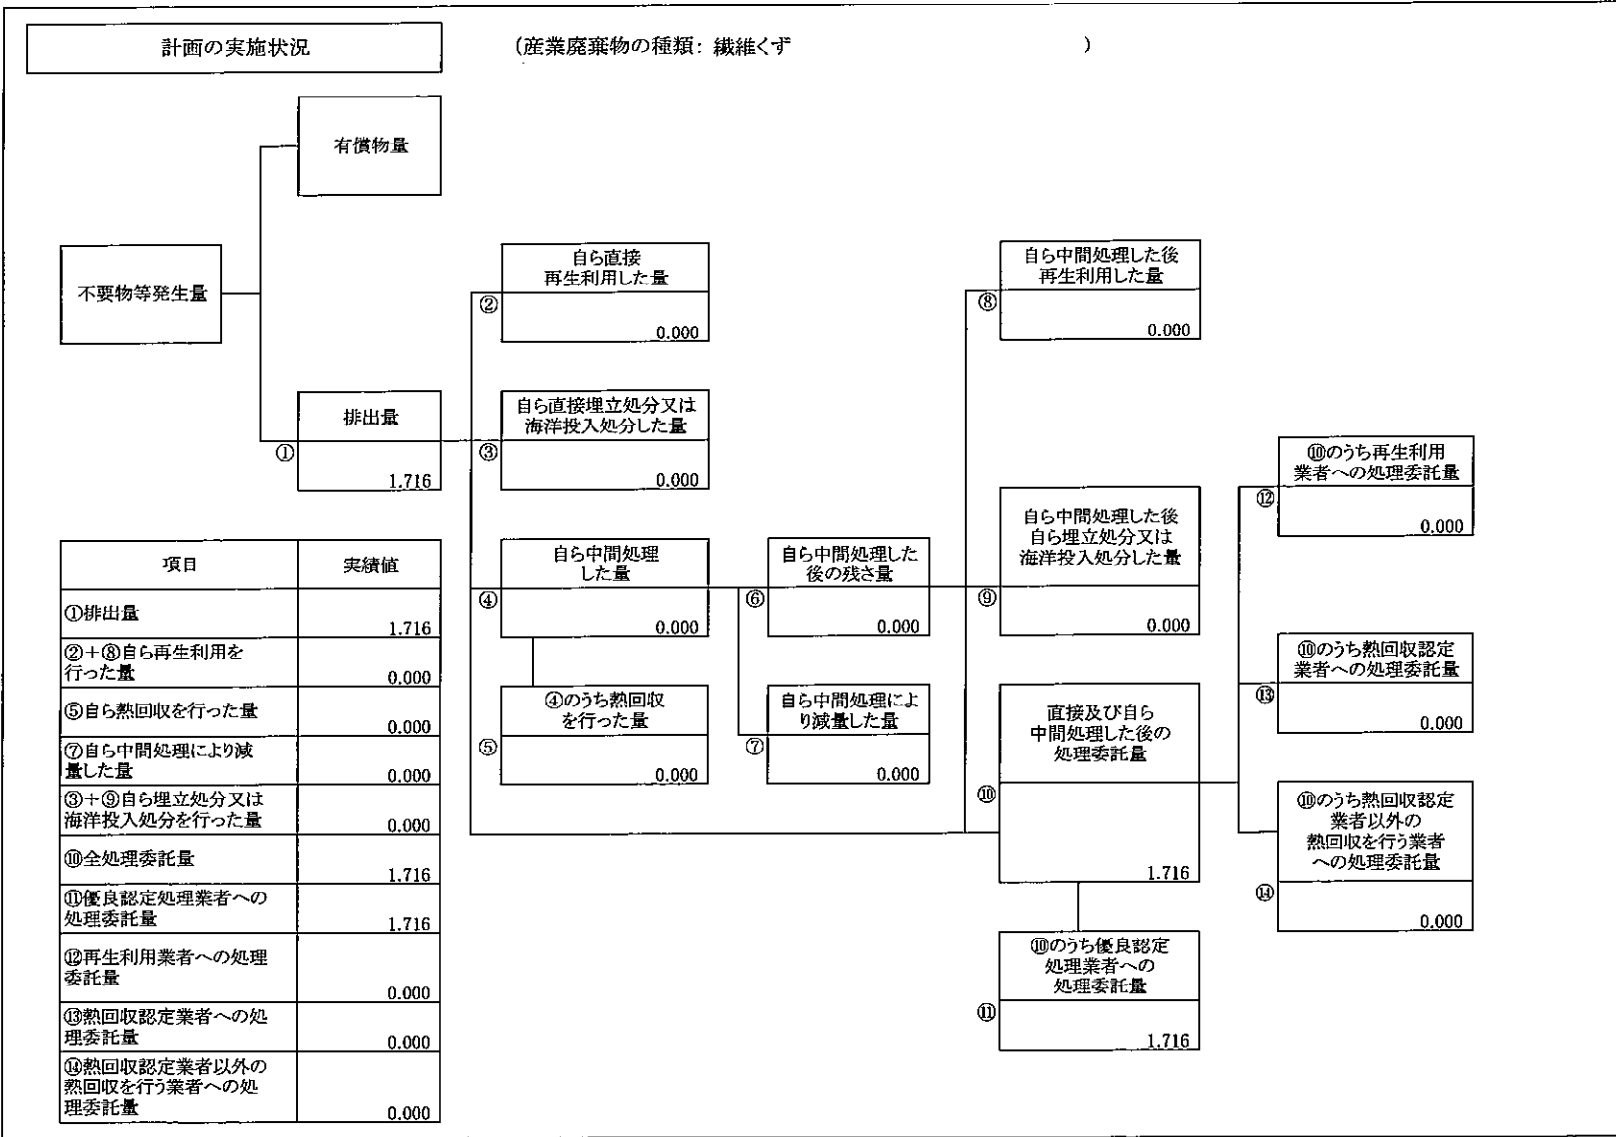 計画の実施状況
(産業廃棄物の種類: 繊維くず )
有償物量
不要物等発生量
排出量
①
1.716
自ら直接
再生利用した量
②
0.000
自ら直接埋立処分又は
海洋投入処分した量
③
0.000
自ら中間処理
した量
④
0.000
④のうち熱回収
を行った量
⑤
0.000
自ら中間処理した
後の残さ量
⑥
0.000
自ら中間処理によ
り減量した量
⑦
0.000
自ら中間処理した後
再生利用した量
⑧
0.000
自ら中間処理した後
自ら埋立処分又は
海洋投入処分した量
⑨
0.000
直接及び自ら
中間処理した後の
処理委託量
⑩
1.716
⑩のうち優良認定
処理業者への
処理委託量
⑪
1.716
⑩のうち再生利用
業者への処理委託量
⑫
0.000
⑩のうち熱回収認定
業者への処理委託量
⑬
0.000
⑩のうち熱回収認定
業者以外の
熱回収を行う業者
への処理委託量
⑭
0.000
項目 実績値
①排出量
1.716
②+⑧自ら再生利用を
行った量
0.000
⑤自ら熱回収を行った量
0.000
⑦自ら中間処理により減
量した量
0.000
③+⑨自ら埋立処分又は
海洋投入処分を行った量
0.000
⑩全処理委託量
1.716
⑪優良認定処理業者への
処理委託量
1.716
⑫再生利用業者への処理
委託量
0.000
⑬熱回収認定業者への処
理委託量
0.000
⑭熱回収認定業者以外の
熱回収を行う業者への処
理委託量
0.000